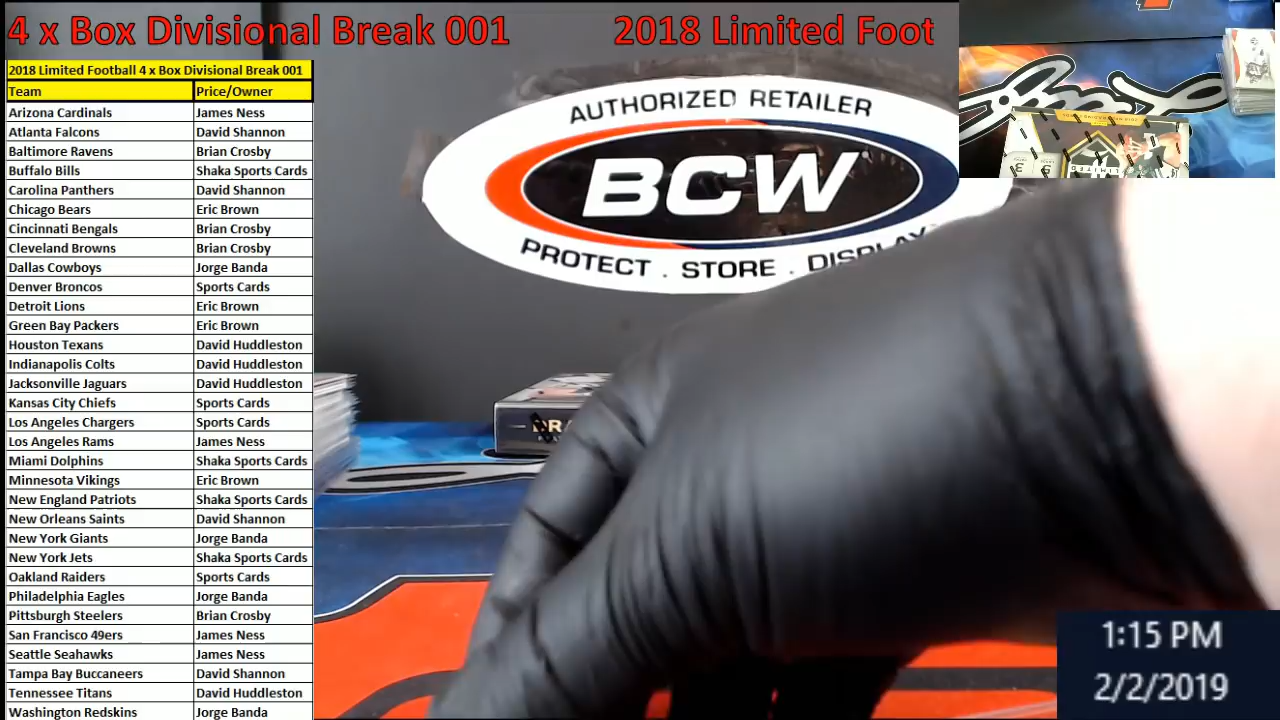 4 x Box Divisional Break 001 2018 Limited Foot
2018 Limited Football 4 x Box Divisional Break 001
Team Price/Owner
Arizona Cardinals James Ness
Atlanta Falcons David Shannon
Baltimore Ravens Brian Crosby
Buffalo Bills Shaka Sports Cards
Carolina Panthers David Shannon
Chicago Bears Eric Brown
Cincinnati Bengals Brian Crosby
Cleveland Browns Brian Crosby
Dallas Cowboys Jorge Banda
Denver Broncos Sports Cards
Detroit Lions Eric Brown
Green Bay Packers Eric Brown
Houston Texans David Huddleston
Indianapolis Colts David Huddleston
Jacksonville Jaguars David Huddleston
Kansas City Chiefs Sports Cards
Los Angeles Chargers Sports Cards
Los Angeles Rams James Ness
Miami Dolphins Shaka Sports Cards
Minnesota Vikings Eric Brown
New England Patriots Shaka Sports Cards
New Orleans Saints David Shannon
New York Giants Jorge Banda
New York Jets Shaka Sports Cards
Oakland Raiders Sports Cards
Philadelphia Eagles Jorge Banda
Pittsburgh Steelers Brian Crosby
San Francisco 49ers James Ness
Seattle Seahawks James Ness
Tampa Bay Buccaneers David Shannon
Tennessee Titans David Huddleston
Washington Redskins Jorge Banda
AUTHORIZED RETAILER
BCW
PROTECT . STORE . DISPLAY
1:15 PM
2/2/2019